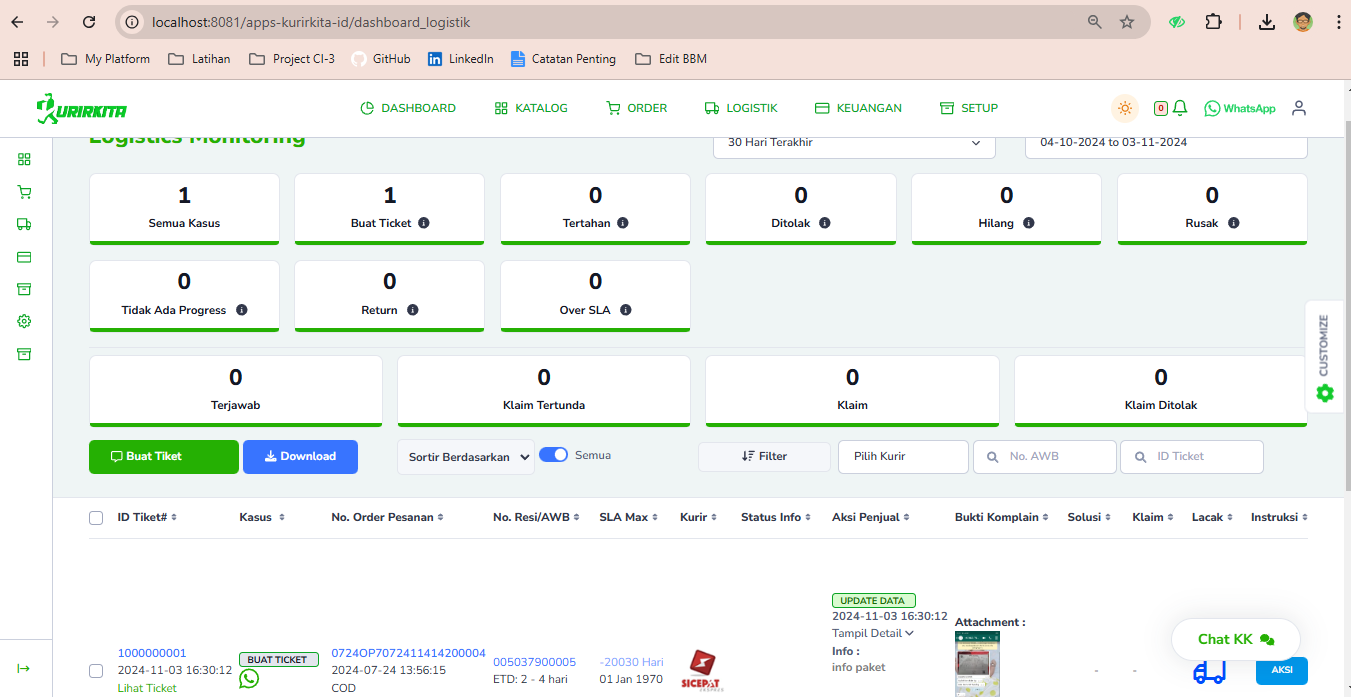 localhost:8081/apps-kurirkita-id/dashboard_logistik
My Platform
Latihan
Project CI-3
GitHub
LinkedIn
Catatan Penting
Edit BBM
KURIRKITA
DASHBOARD
KATALOG
ORDER
LOGISTIK
KEUANGAN
SETUP
0
WhatsApp
Logistics Monitoring
30 Hari Terakhir
04-10-2024 to 03-11-2024
1
Semua Kasus
1
Buat Ticket
0
Tertahan
0
Ditolak
0
Hilang
0
Rusak
0
Tidak Ada Progress
0
Return
0
Over SLA
CUSTOMIZE
0
Terjawab
0
Klaim Tertunda
0
Klaim
0
Klaim Ditolak
Buat Tiket
Download
Sortir Berdasarkan
Semua
Filter
Pilih Kurir
No. AWB
ID Ticket
ID Tiket#
Kasus
No. Order Pesanan
No. Resi/AWB
SLA Max
Kurir
Status Info
Aksi Penjual
Bukti Komplain
Solusi
Klaim
Lacak
Instruksi
1000000001
2024-11-03 16:30:12
Lihat Ticket
BUAT TICKET
0724OP7072411414200004
2024-07-24 13:56:15
COD
005037900005
ETD: 2 - 4 hari
-20030 Hari
01 Jan 1970
SICEPAT
EKSPRES
UPDATE DATA
2024-11-03 16:30:12
Tampil Detail
Info :
info paket
Attachment :
-
-
Chat KK
AKSI